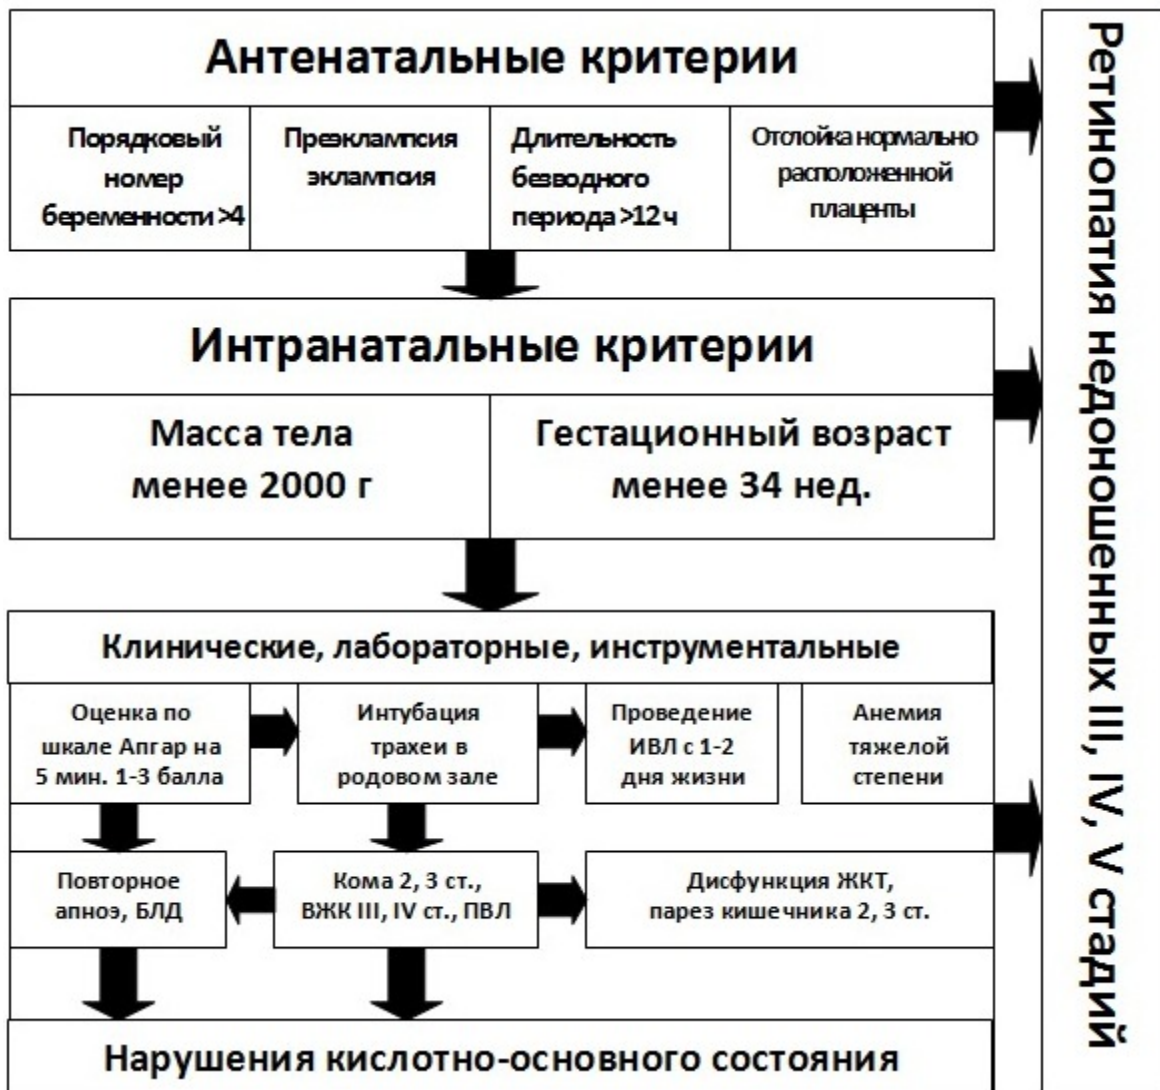 Антенатальные критерии
Порядковый
номер
беременности >4
Преэклампсия
эклампсия
Длительность
безводного
периода >12 ч
Отслойка нормально
расположенной
плаценты
Интранатальные критерии
Масса тела
менее 2000 г
Гестационный возраст
менее 34 нед.
Клинические, лабораторные, инструментальные
Оценка по
шкале Апгар на
5 мин. 1-3 балла
Интубация
трахеи в
родовом зале
Проведение
ИВЛ с 1-2
дня жизни
Анемия
тяжелой
степени
Повторное
апноэ, БЛД
Кома 2, 3 ст.,
ВЖК III, IV ст., ПВЛ
Дисфункция ЖКТ,
парез кишечника 2, 3 ст.
Нарушения кислотно-основного состояния
Ретинопатия недоношенных III, IV, V стадий